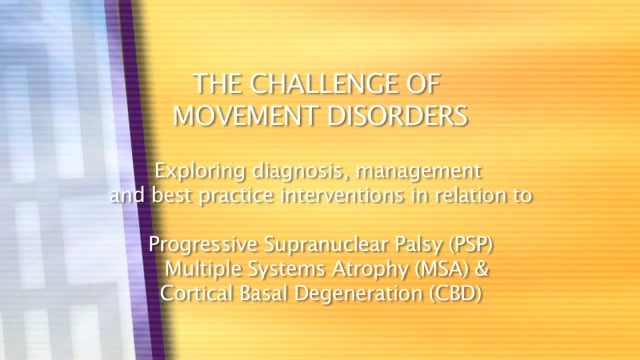 THE CHALLENGE OF
MOVEMENT DISORDERS
Exploring diagnosis, management
and best practice interventions in relation to
Progressive Supranuclear Palsy (PSP)
Multiple Systems Atrophy (MSA) &
Cortical Basal Degeneration (CBD)